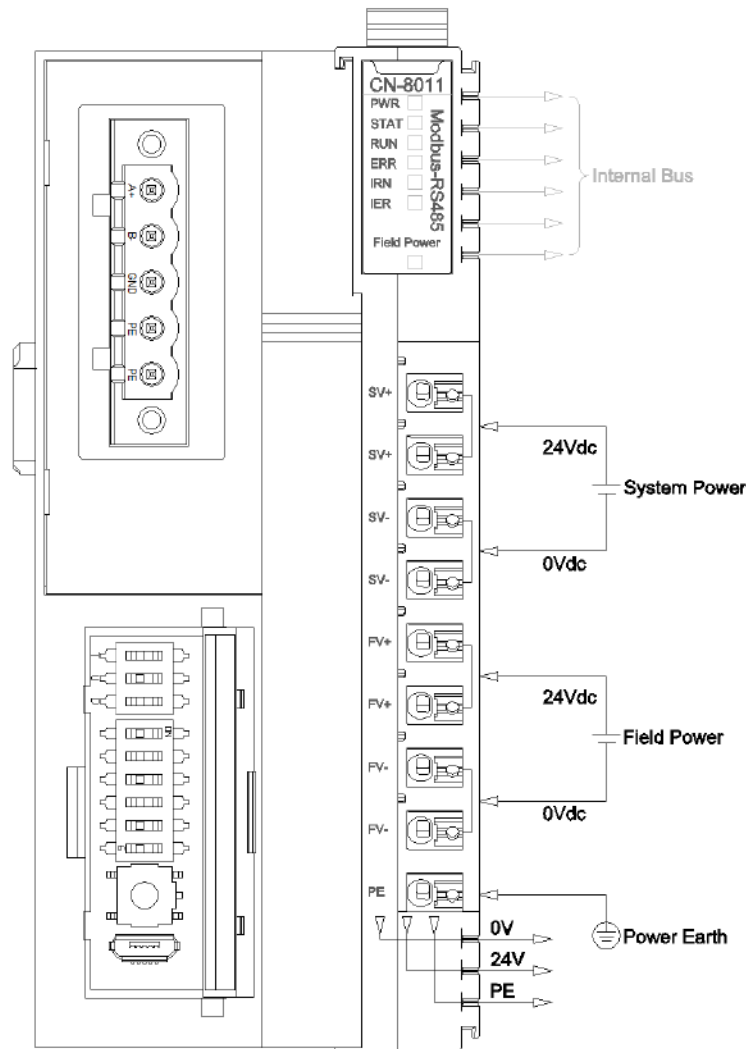 CN-8011
PWR
STAT
RUN
ERR
IRN
IER
Modbus-RS485
Field Power
Internal Bus
A+
B-
GND
PE
PE
SV+
SV+
24Vdc
System Power
SV-
SV-
0Vdc
FV+
FV+
24Vdc
Field Power
FV-
FV-
0Vdc
PE
Power Earth
0V
24V
PE
ON